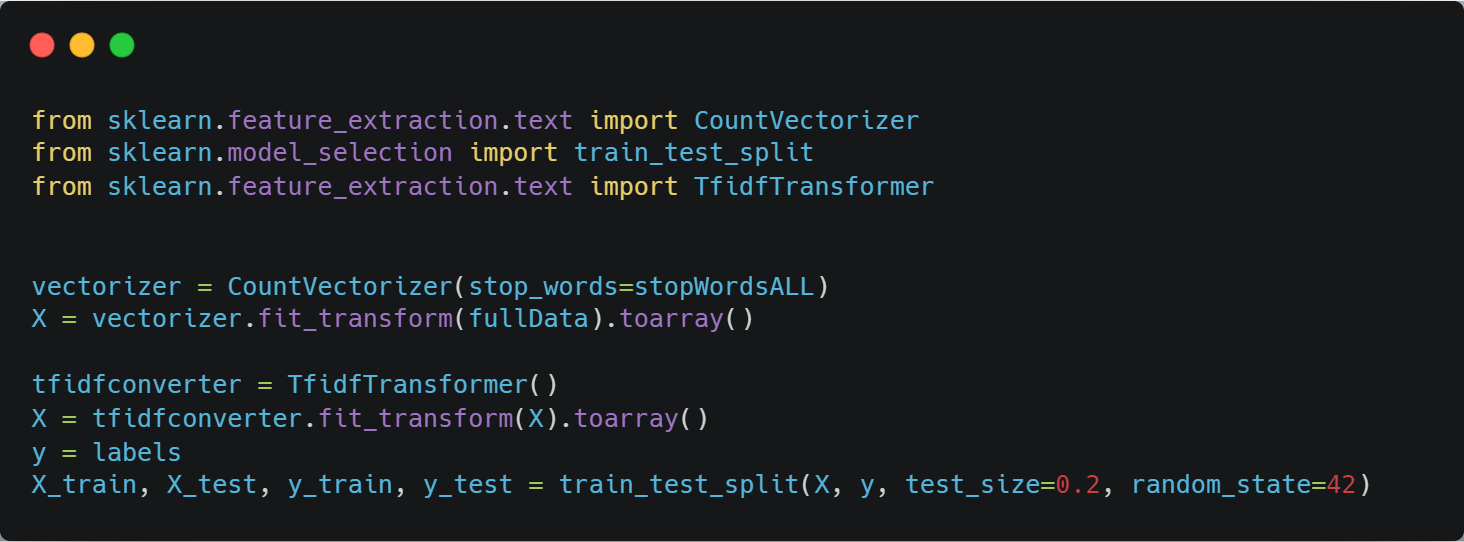 from sklearn.feature_extraction.text import CountVectorizer
from sklearn.model_selection import train_test_split
from sklearn.feature_extraction.text import TfidfTransformer
vectorizer = CountVectorizer(stop_words=stopWordsALL)
X = vectorizer.fit_transform(fullData).toarray()
tfidfconverter = TfidfTransformer()
X = tfidfconverter.fit_transform(X).toarray()
y = labels
X_train, X_test, y_train, y_test = train_test_split(X, y, test_size=0.2, random_state=42)